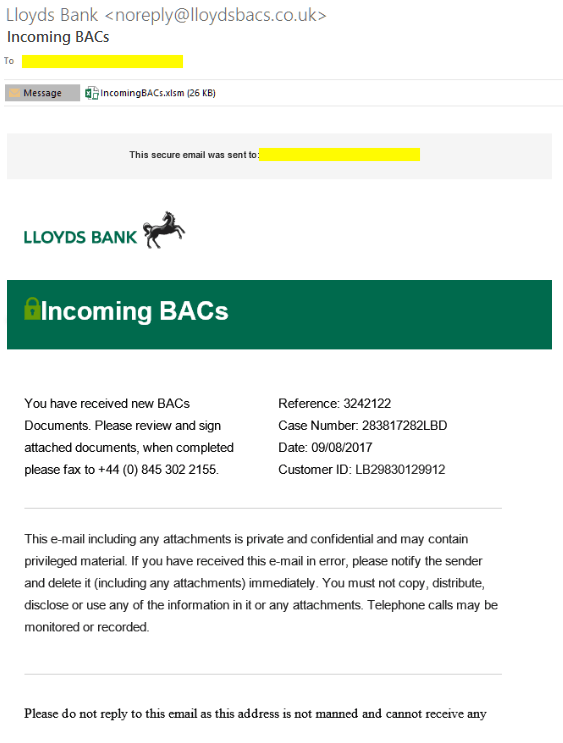 Lloyds Bank <noreply@lloydsbacs.co.uk>
Incoming BACs
To
Message IncomingBACs.xlsm (26 KB)
This secure email was sent to:
LLOYDS BANK
Incoming BACs
You have received new BACs
Documents. Please review and sign
attached documents, when completed
please fax to +44 (0) 845 302 2155.
Reference: 3242122
Case Number: 283817282LBD
Date: 09/08/2017
Customer ID: LB29830129912
This e-mail including any attachments is private and confidential and may contain
privileged material. If you have received this e-mail in error, please notify the sender
and delete it (including any attachments) immediately. You must not copy, distribute,
disclose or use any of the information in it or any attachments. Telephone calls may be
monitored or recorded.
Please do not reply to this email as this address is not manned and cannot receive any